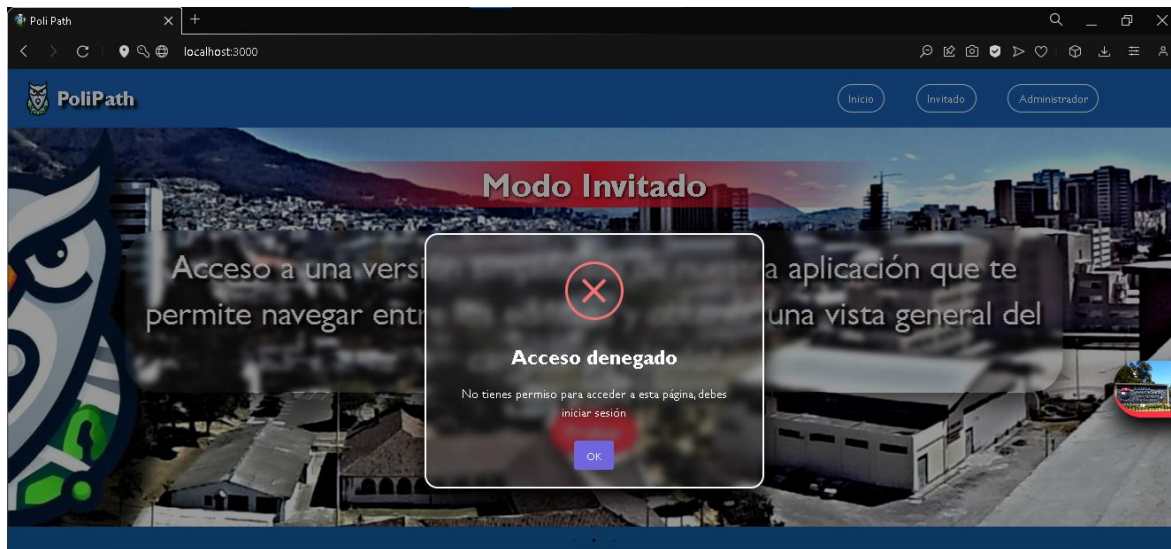 Poli Path
localhost:3000
PoliPath
Inicio
Invitado
Administrador
Modo Invitado
Acceso a una versi
a aplicación que te
permite navegar entr
una vista general del
Acceso denegado
No tienes permiso para acceder a esta página, debes
iniciar sesión
OK